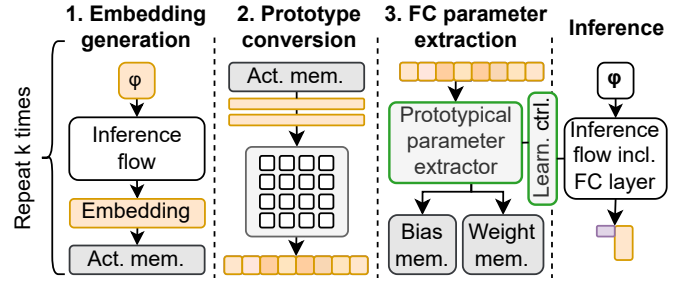 1. Embedding
generation
2. Prototype
conversion
3. FC parameter
extraction
Inference
Repeat k times
φ
Inference
flow
Embedding
Act. mem.
Act. mem.
Prototypical
parameter
extractor
Learn. ctrl.
Bias
mem.
Weight
mem.
φ
Inference
flow incl.
FC layer